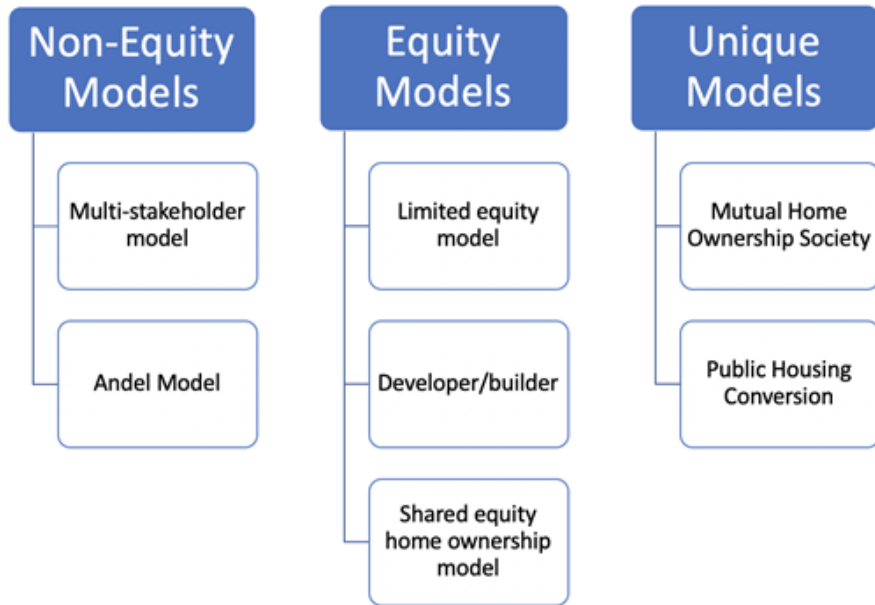 Non-Equity
Models
Multi-stakeholder
model
Andel Model
Equity
Models
Limited equity
model
Developer/builder
Shared equity
home ownership
model
Unique
Models
Mutual Home
Ownership Society
Public Housing
Conversion